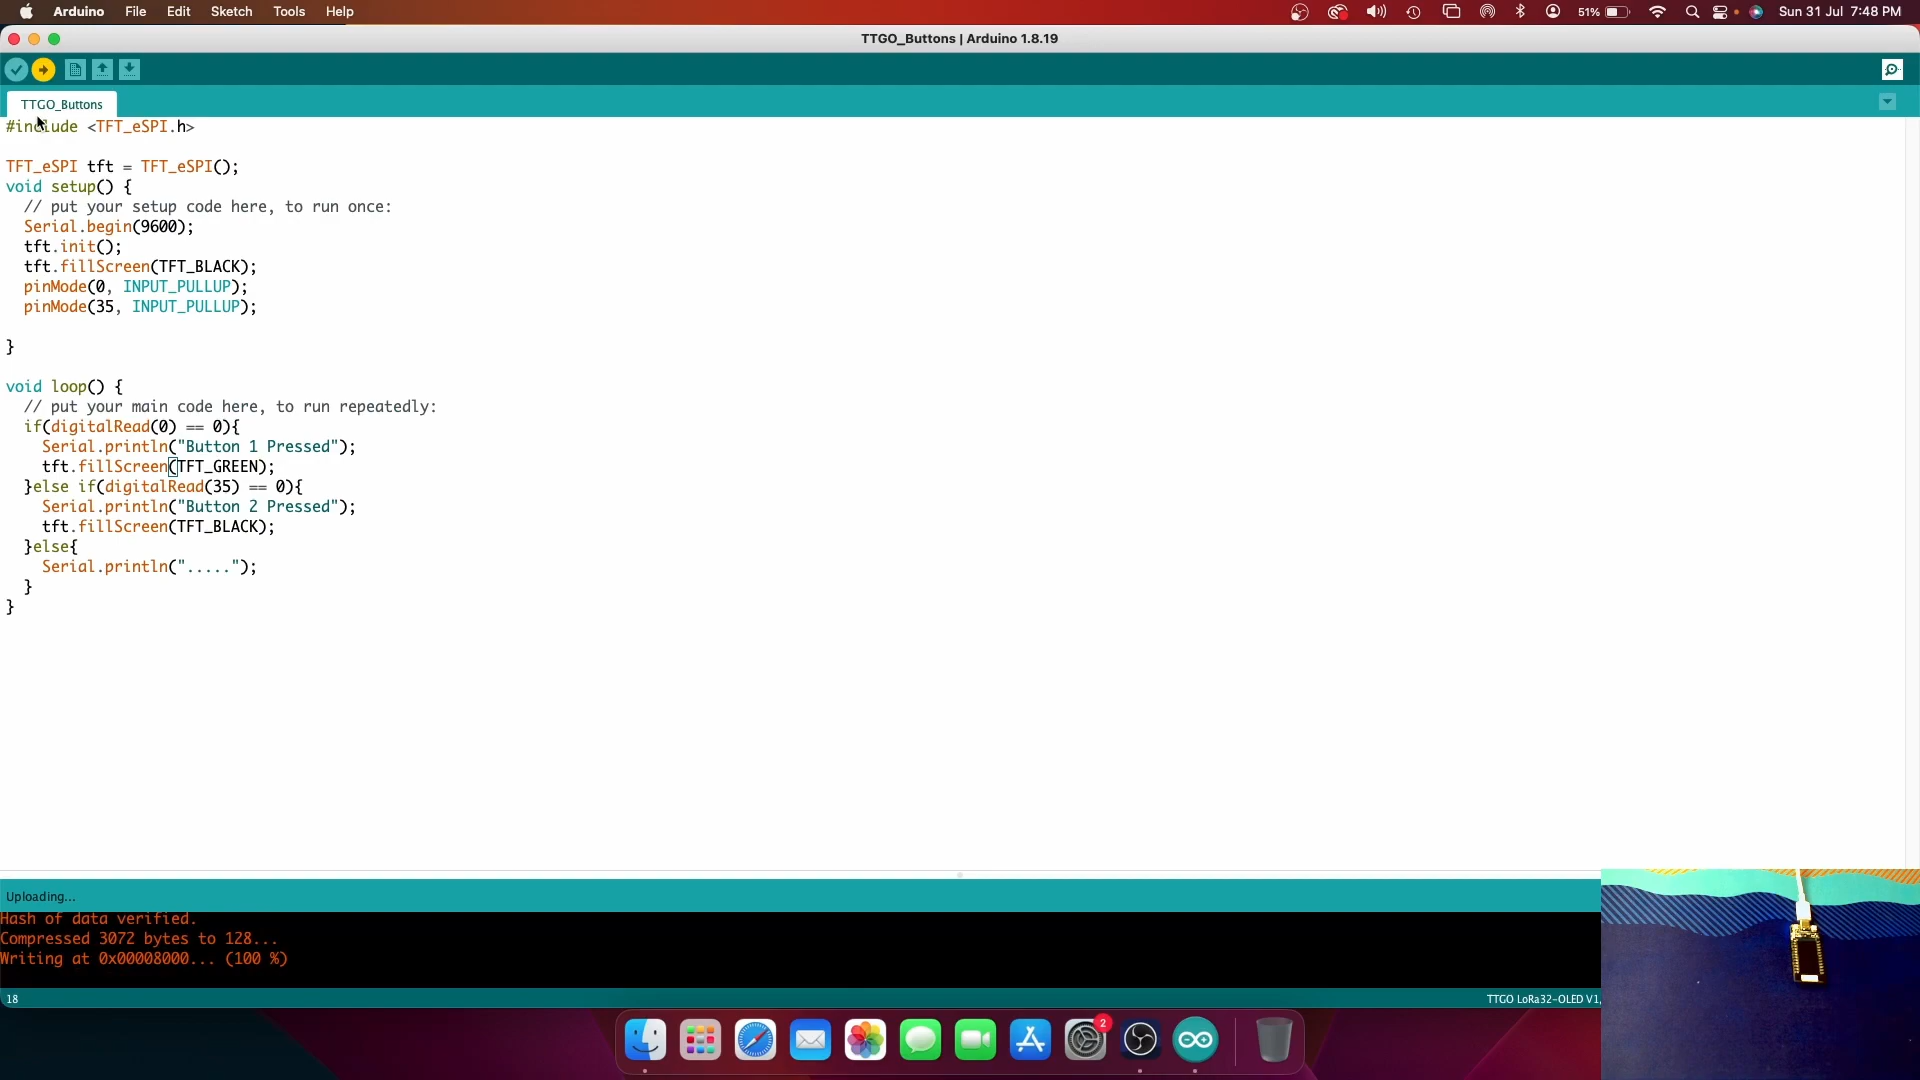 Arduino File Edit Sketch Tools Help 51% Sun 31 Jul 7:48 PM
TTGO_Buttons | Arduino 1.8.19
TTGO_Buttons
#include <TFT_eSPI.h>
TFT_eSPI tft = TFT_eSPI();
void setup() {
// put your setup code here, to run once:
Serial.begin(9600);
tft.init();
tft.fillScreen(TFT_BLACK);
pinMode(0, INPUT_PULLUP);
pinMode(35, INPUT_PULLUP);
}
void loop() {
// put your main code here, to run repeatedly:
if(digitalRead(0) == 0){
Serial.println("Button 1 Pressed");
tft.fillScreen(TFT_GREEN);
}else if(digitalRead(35) == 0){
Serial.println("Button 2 Pressed");
tft.fillScreen(TFT_BLACK);
}else{
Serial.println(".....");
}
}
Uploading...
Hash of data verified.
Compressed 3072 bytes to 128...
Writing at 0x00008000... (100 %)
18 TTGO LoRa32-OLED V1,
2